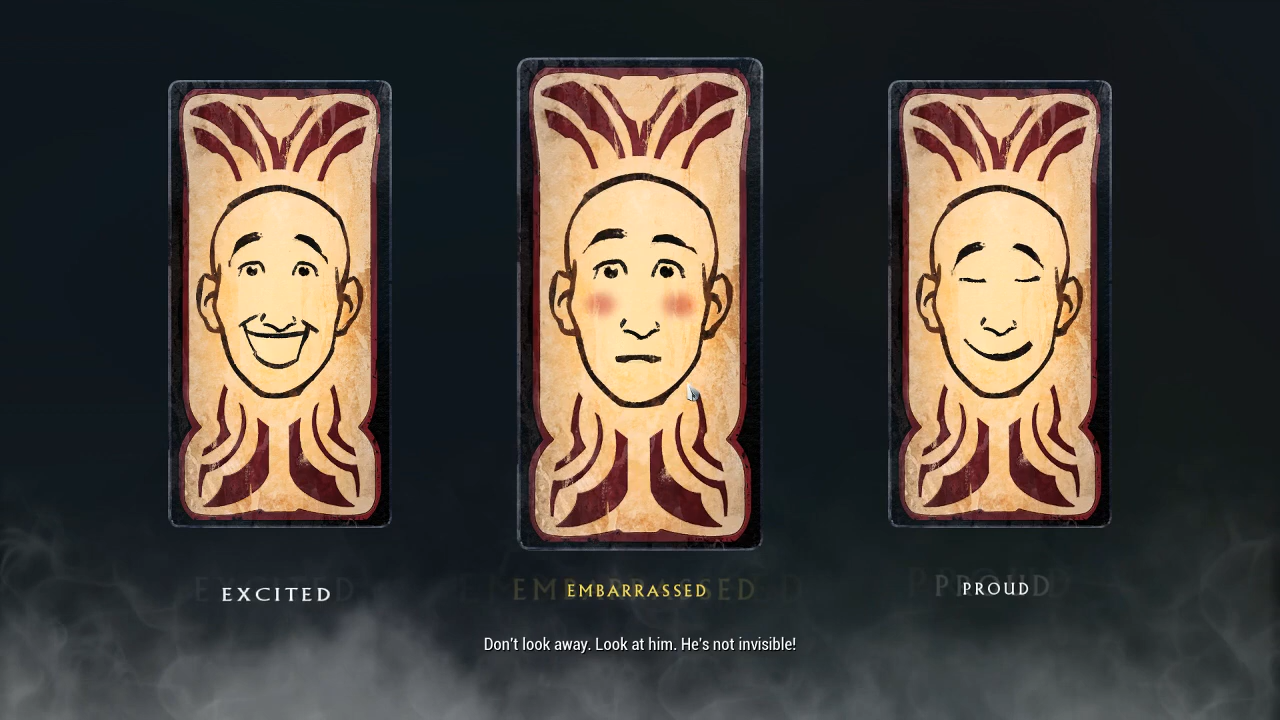 EXCITED
EMBARRASSED
PROUD
Don't look away. Look at him. He's not invisible!